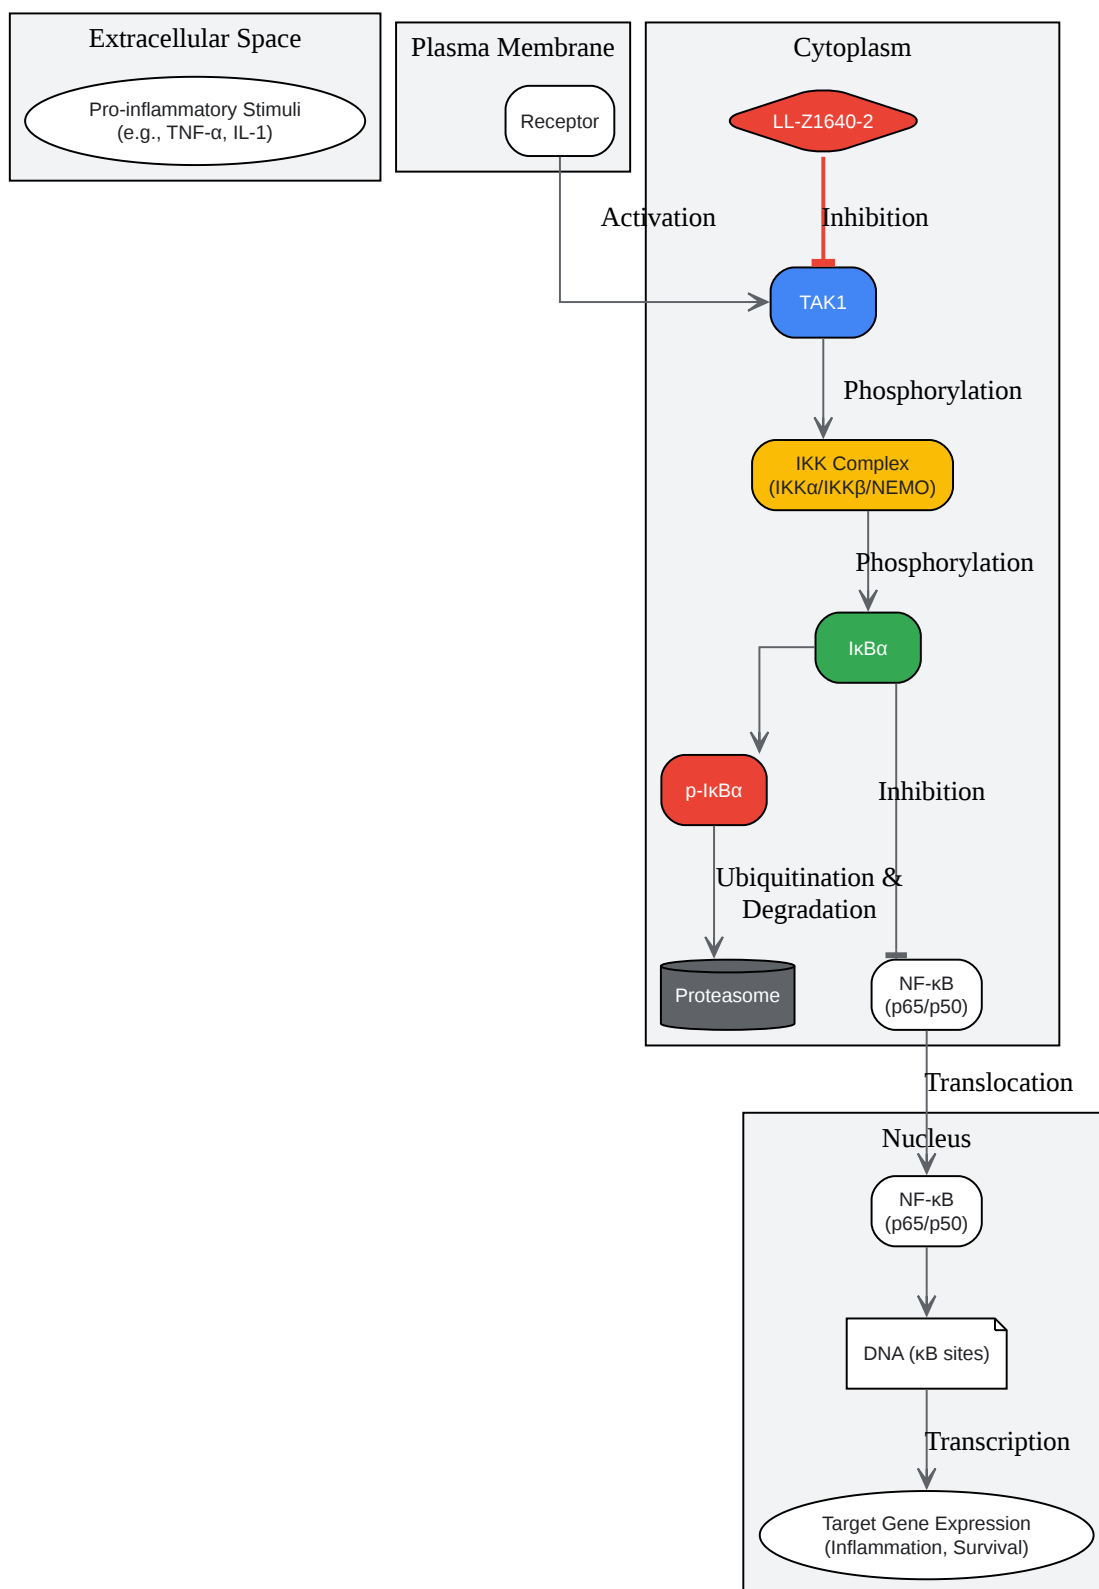 Extracellular Space
Pro-inflammatory Stimuli
(e.g., TNF-α, IL-1)
Plasma Membrane
Receptor
Cytoplasm
LL-Z1640-2
Activation
Inhibition
TAK1
Phosphorylation
IKK Complex
(IKKα/IKKβ/NEMO)
Phosphorylation
IκBα
p-IκBα
Inhibition
Ubiquitination &
Degradation
Proteasome
NF-κB
(p65/p50)
Translocation
Nucleus
NF-κB
(p65/p50)
DNA (κB sites)
Transcription
Target Gene Expression
(Inflammation, Survival)